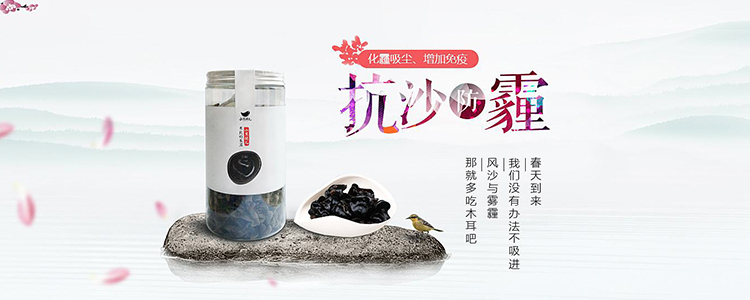 化霾吸尘、增加免疫
抗沙防霾
春天到来
我们没有办法不吸进
风沙与雾霾
那就多吃木耳吧